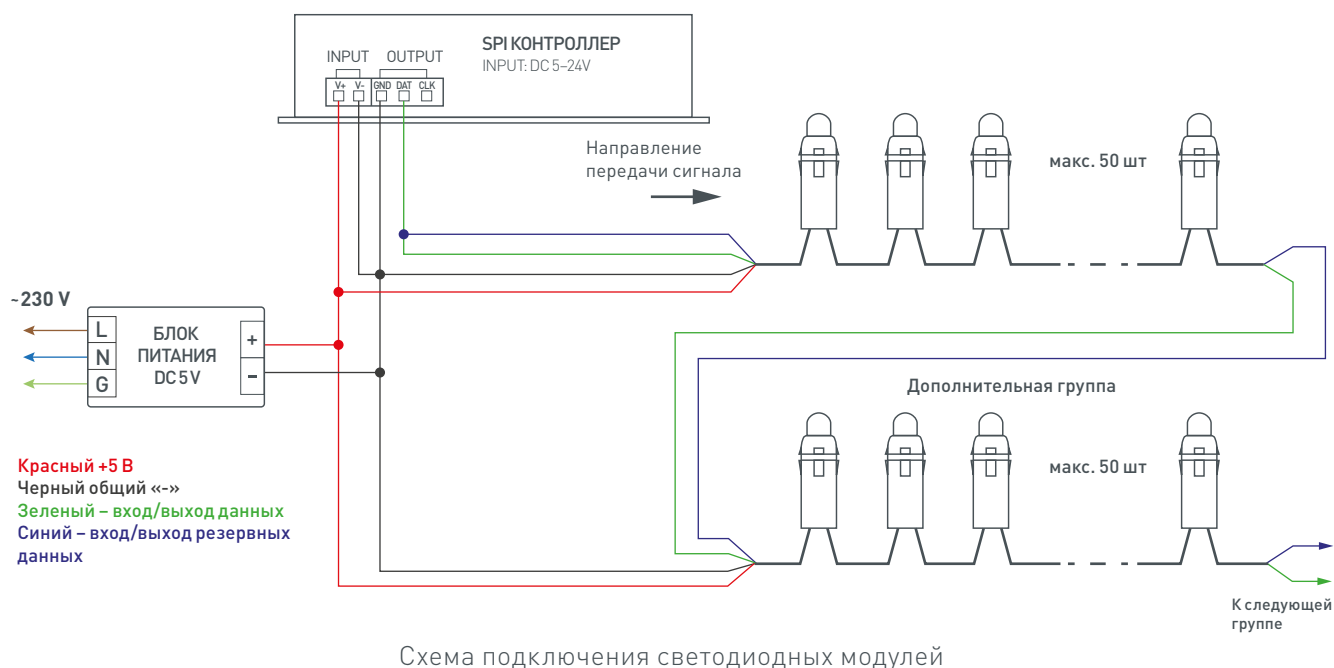 SPI КОНТРОЛЛЕР
INPUT: DC 5–24V
INPUT OUTPUT
V+ V- GND DAT CLK
Направление
передачи сигнала
макс. 50 шт
~230 V
L
N
G
БЛОК
ПИТАНИЯ
DC 5 V
+
–
Дополнительная группа
макс. 50 шт
Красный +5 В
Черный общий «-»
Зеленый – вход/выход данных
Синий – вход/выход резервных
данных
К следующей
группе
Схема подключения светодиодных модулей